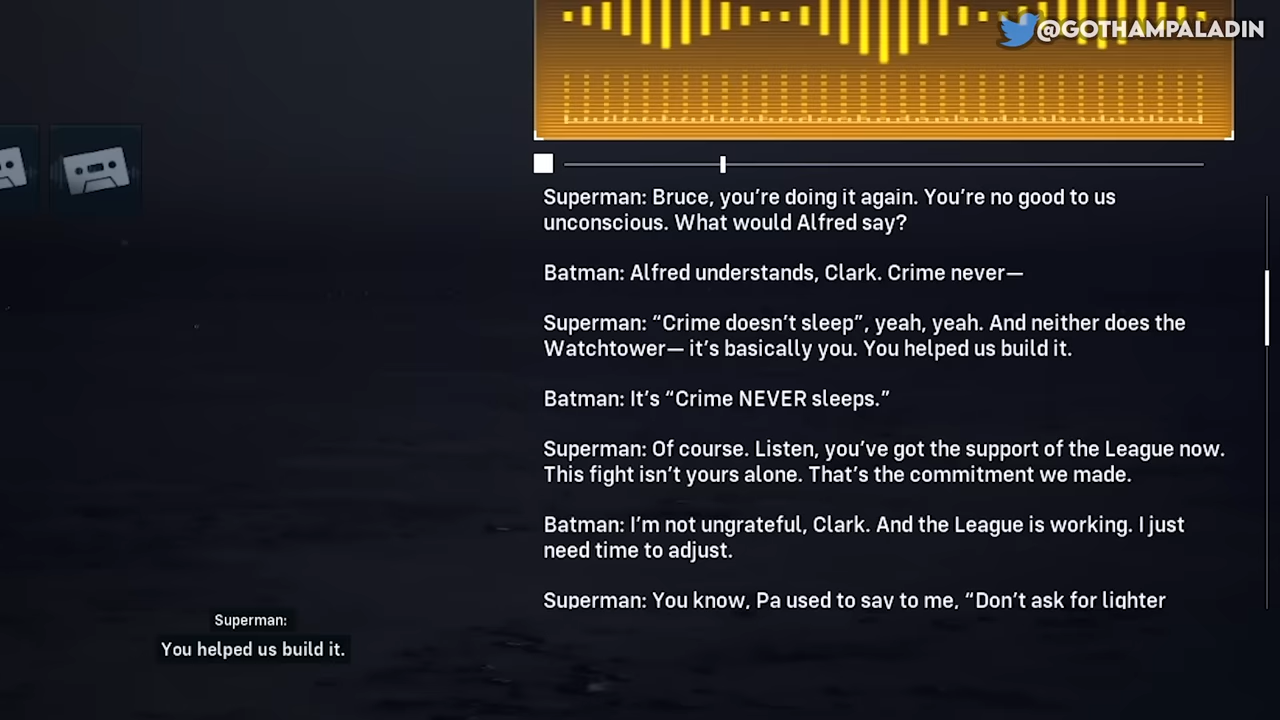 @GOTHAMPALADIN
Superman: Bruce, you’re doing it again. You’re no good to us
unconscious. What would Alfred say?
Batman: Alfred understands, Clark. Crime never—
Superman: “Crime doesn’t sleep”, yeah, yeah. And neither does the
Watchtower— it’s basically you. You helped us build it.
Batman: It’s “Crime NEVER sleeps.”
Superman: Of course. Listen, you’ve got the support of the League now.
This fight isn’t yours alone. That’s the commitment we made.
Batman: I’m not ungrateful, Clark. And the League is working. I just
need time to adjust.
Superman: You know, Pa used to say to me, “Don’t ask for lighter
Superman:
You helped us build it.